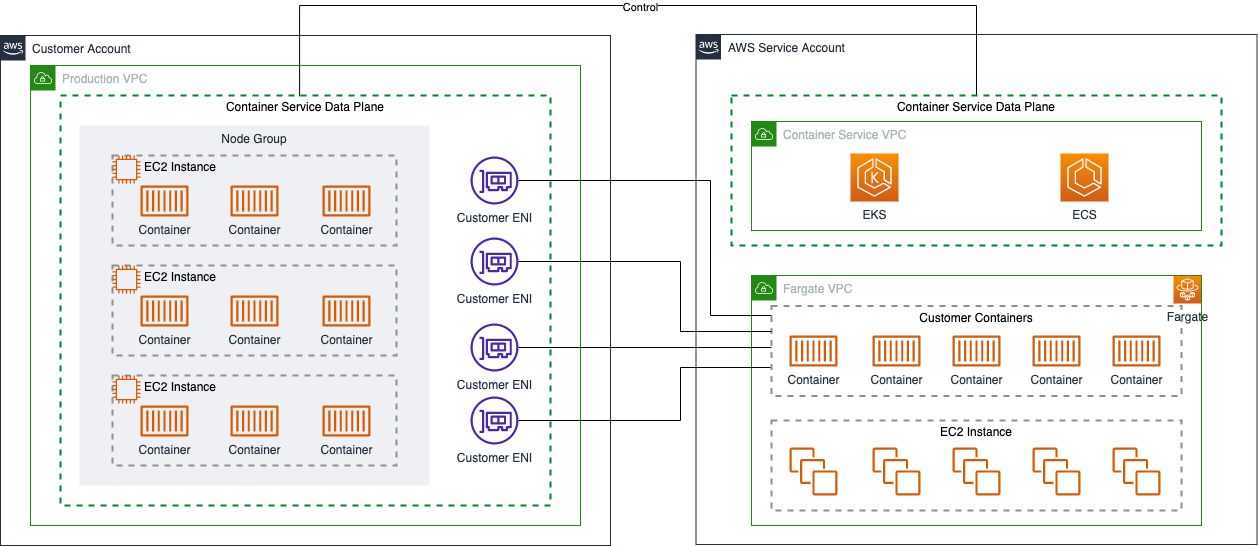 Control
aws
Customer Account
Production VPC
Container Service Data Plane
Node Group
EC2 Instance
Container
Container
Container
EC2 Instance
Container
Container
Container
EC2 Instance
Container
Container
Container
Customer ENI
Customer ENI
Customer ENI
Customer ENI
aws
AWS Service Account
Container Service Data Plane
Container Service VPC
K
EKS
ECS
Fargate VPC
Fargate
Customer Containers
Container
Container
Container
Container
Container
EC2 Instance